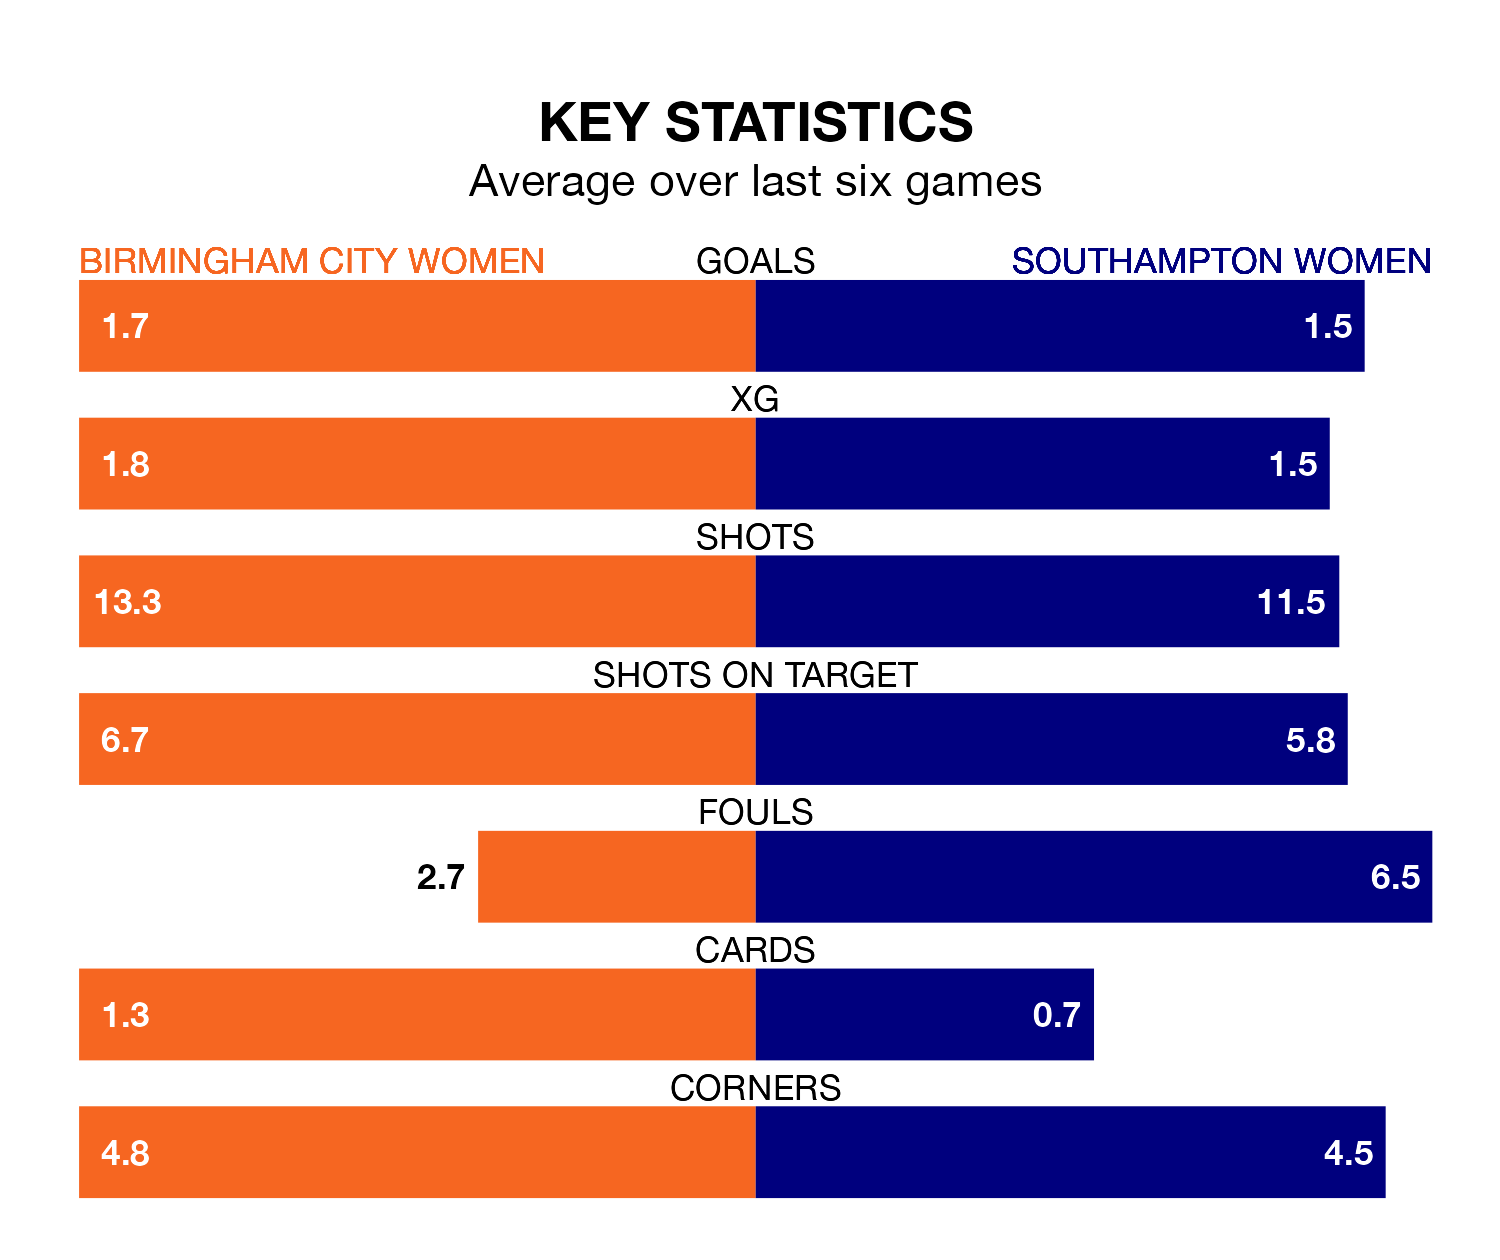 KEY STATISTICS
Average over last six games
BIRMINGHAM CITY WOMEN GOALS SOUTHAMPTON WOMEN
1.7 1.5
XG
1.8 1.5
SHOTS
13.3 11.5
SHOTS ON TARGET
6.7 5.8
FOULS
2.7 6.5
CARDS
1.3 0.7
CORNERS
4.8 4.5